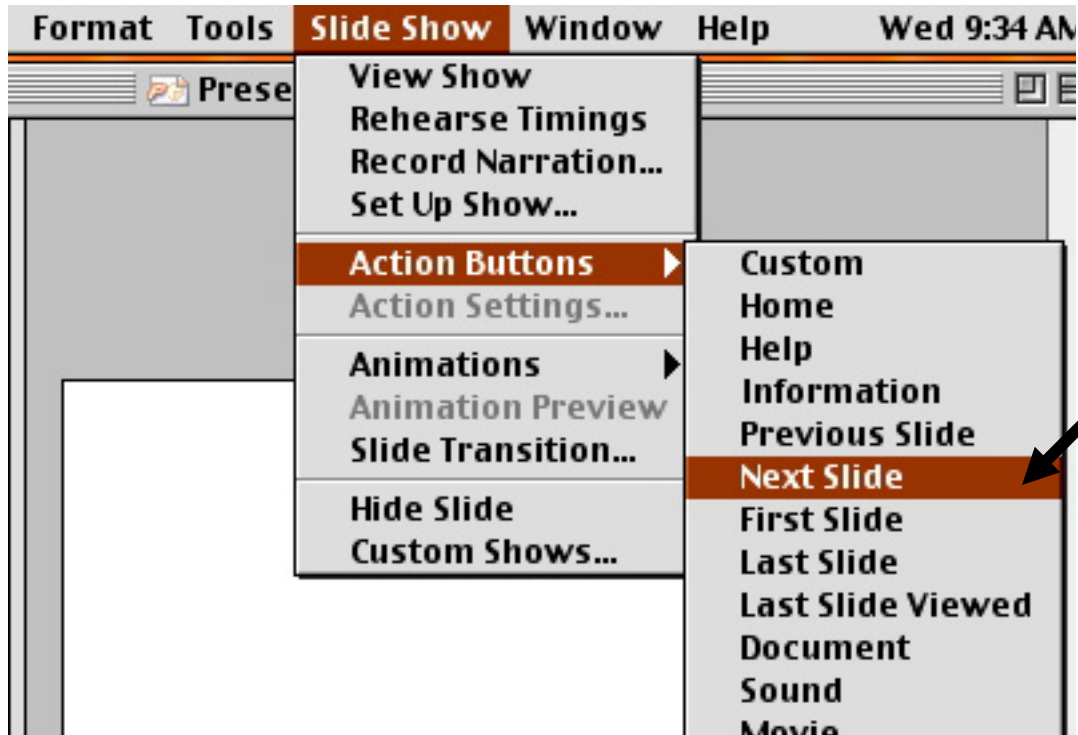 Format Tools Slide Show Window Help Wed 9:34 AM
Prese
View Show
Rehearse Timings
Record Narration...
Set Up Show...
Action Buttons
Action Settings...
Animations
Animation Preview
Slide Transition...
Hide Slide
Custom Shows...
Custom
Home
Help
Information
Previous Slide
Next Slide
First Slide
Last Slide
Last Slide Viewed
Document
Sound
Movie